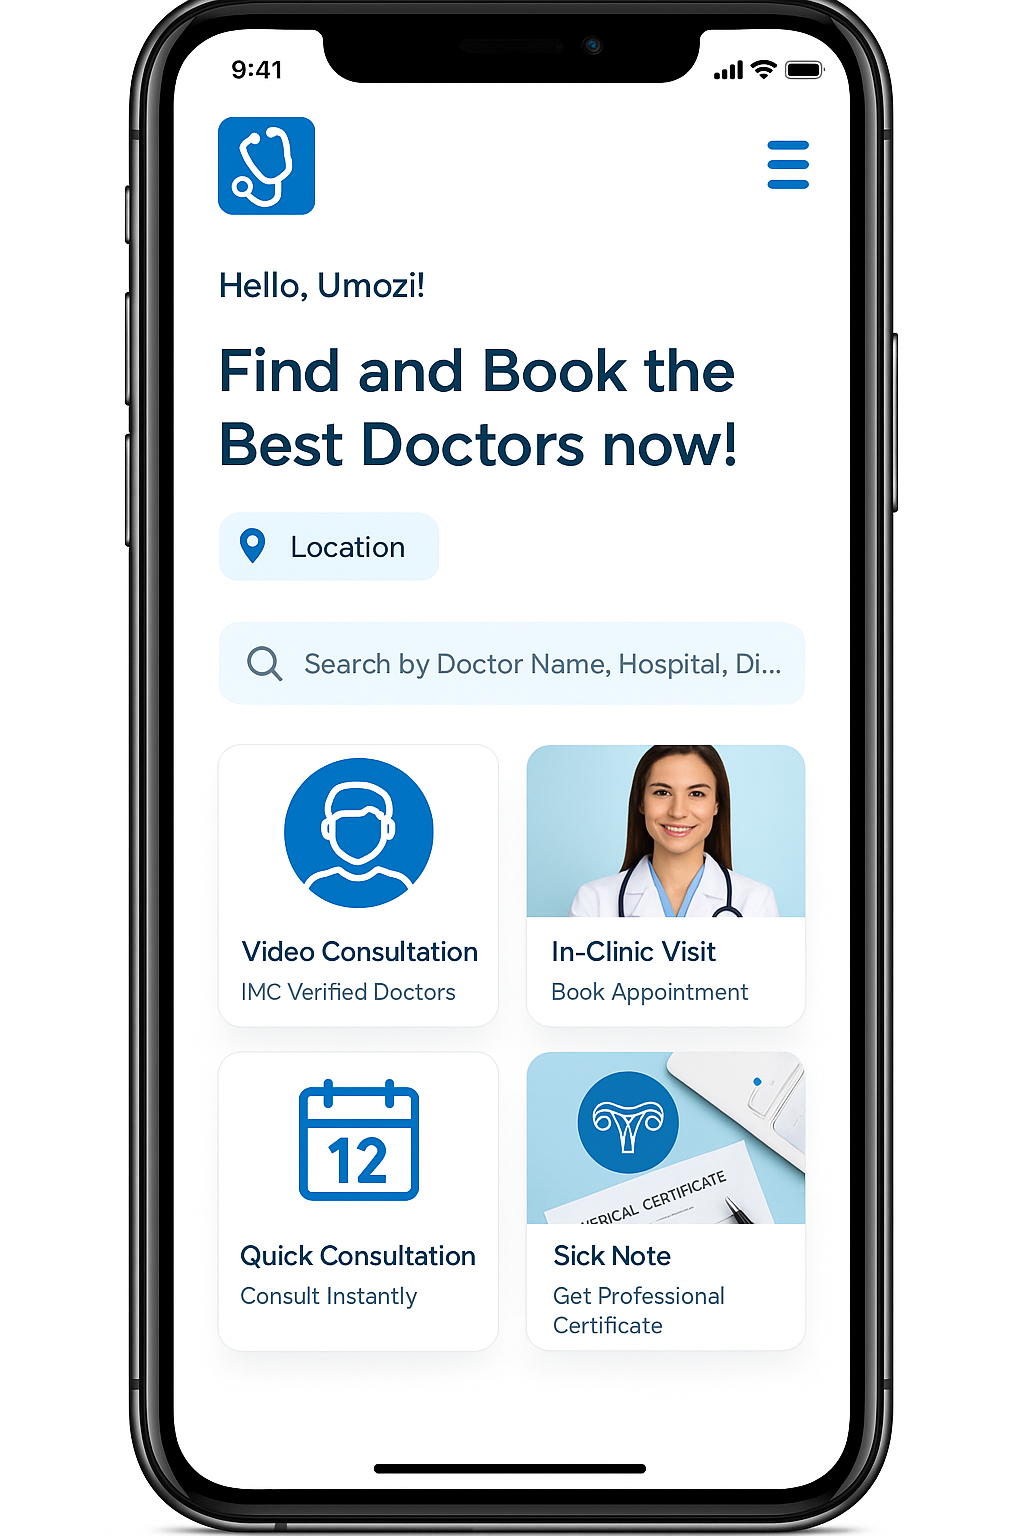 9:41
Hello, Umozi!
Find and Book the
Best Doctors now!
Location
Search by Doctor Name, Hospital, Di...
Video Consultation
IMC Verified Doctors
In-Clinic Visit
Book Appointment
12
VERICAL CERTIFICATE
Quick Consultation
Consult Instantly
Sick Note
Get Professional
Certificate